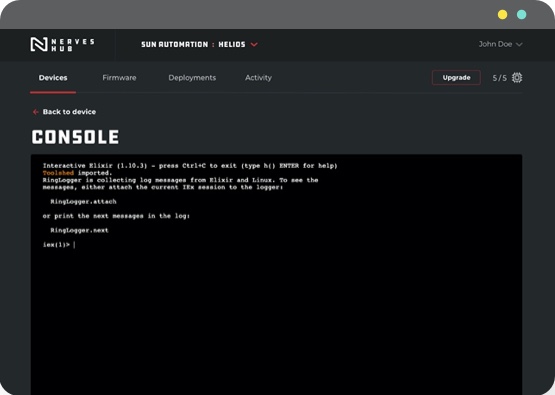 NERVES
HUB
SUN AUTOMATION : HELIOS
John Doe
Devices
Firmware
Deployments
Activity
Upgrade
5 / 5
Back to device
CONSOLE
Interactive Elixir (1.10.3) - press Ctrl+C to exit (type h() ENTER for help)
Toolshed imported.
RingLogger is collecting log messages from Elixir and Linux. To see the
messages, either attach the current IEx session to the logger:
RingLogger.attach
or print the next messages in the log:
RingLogger.next
iex(1)>